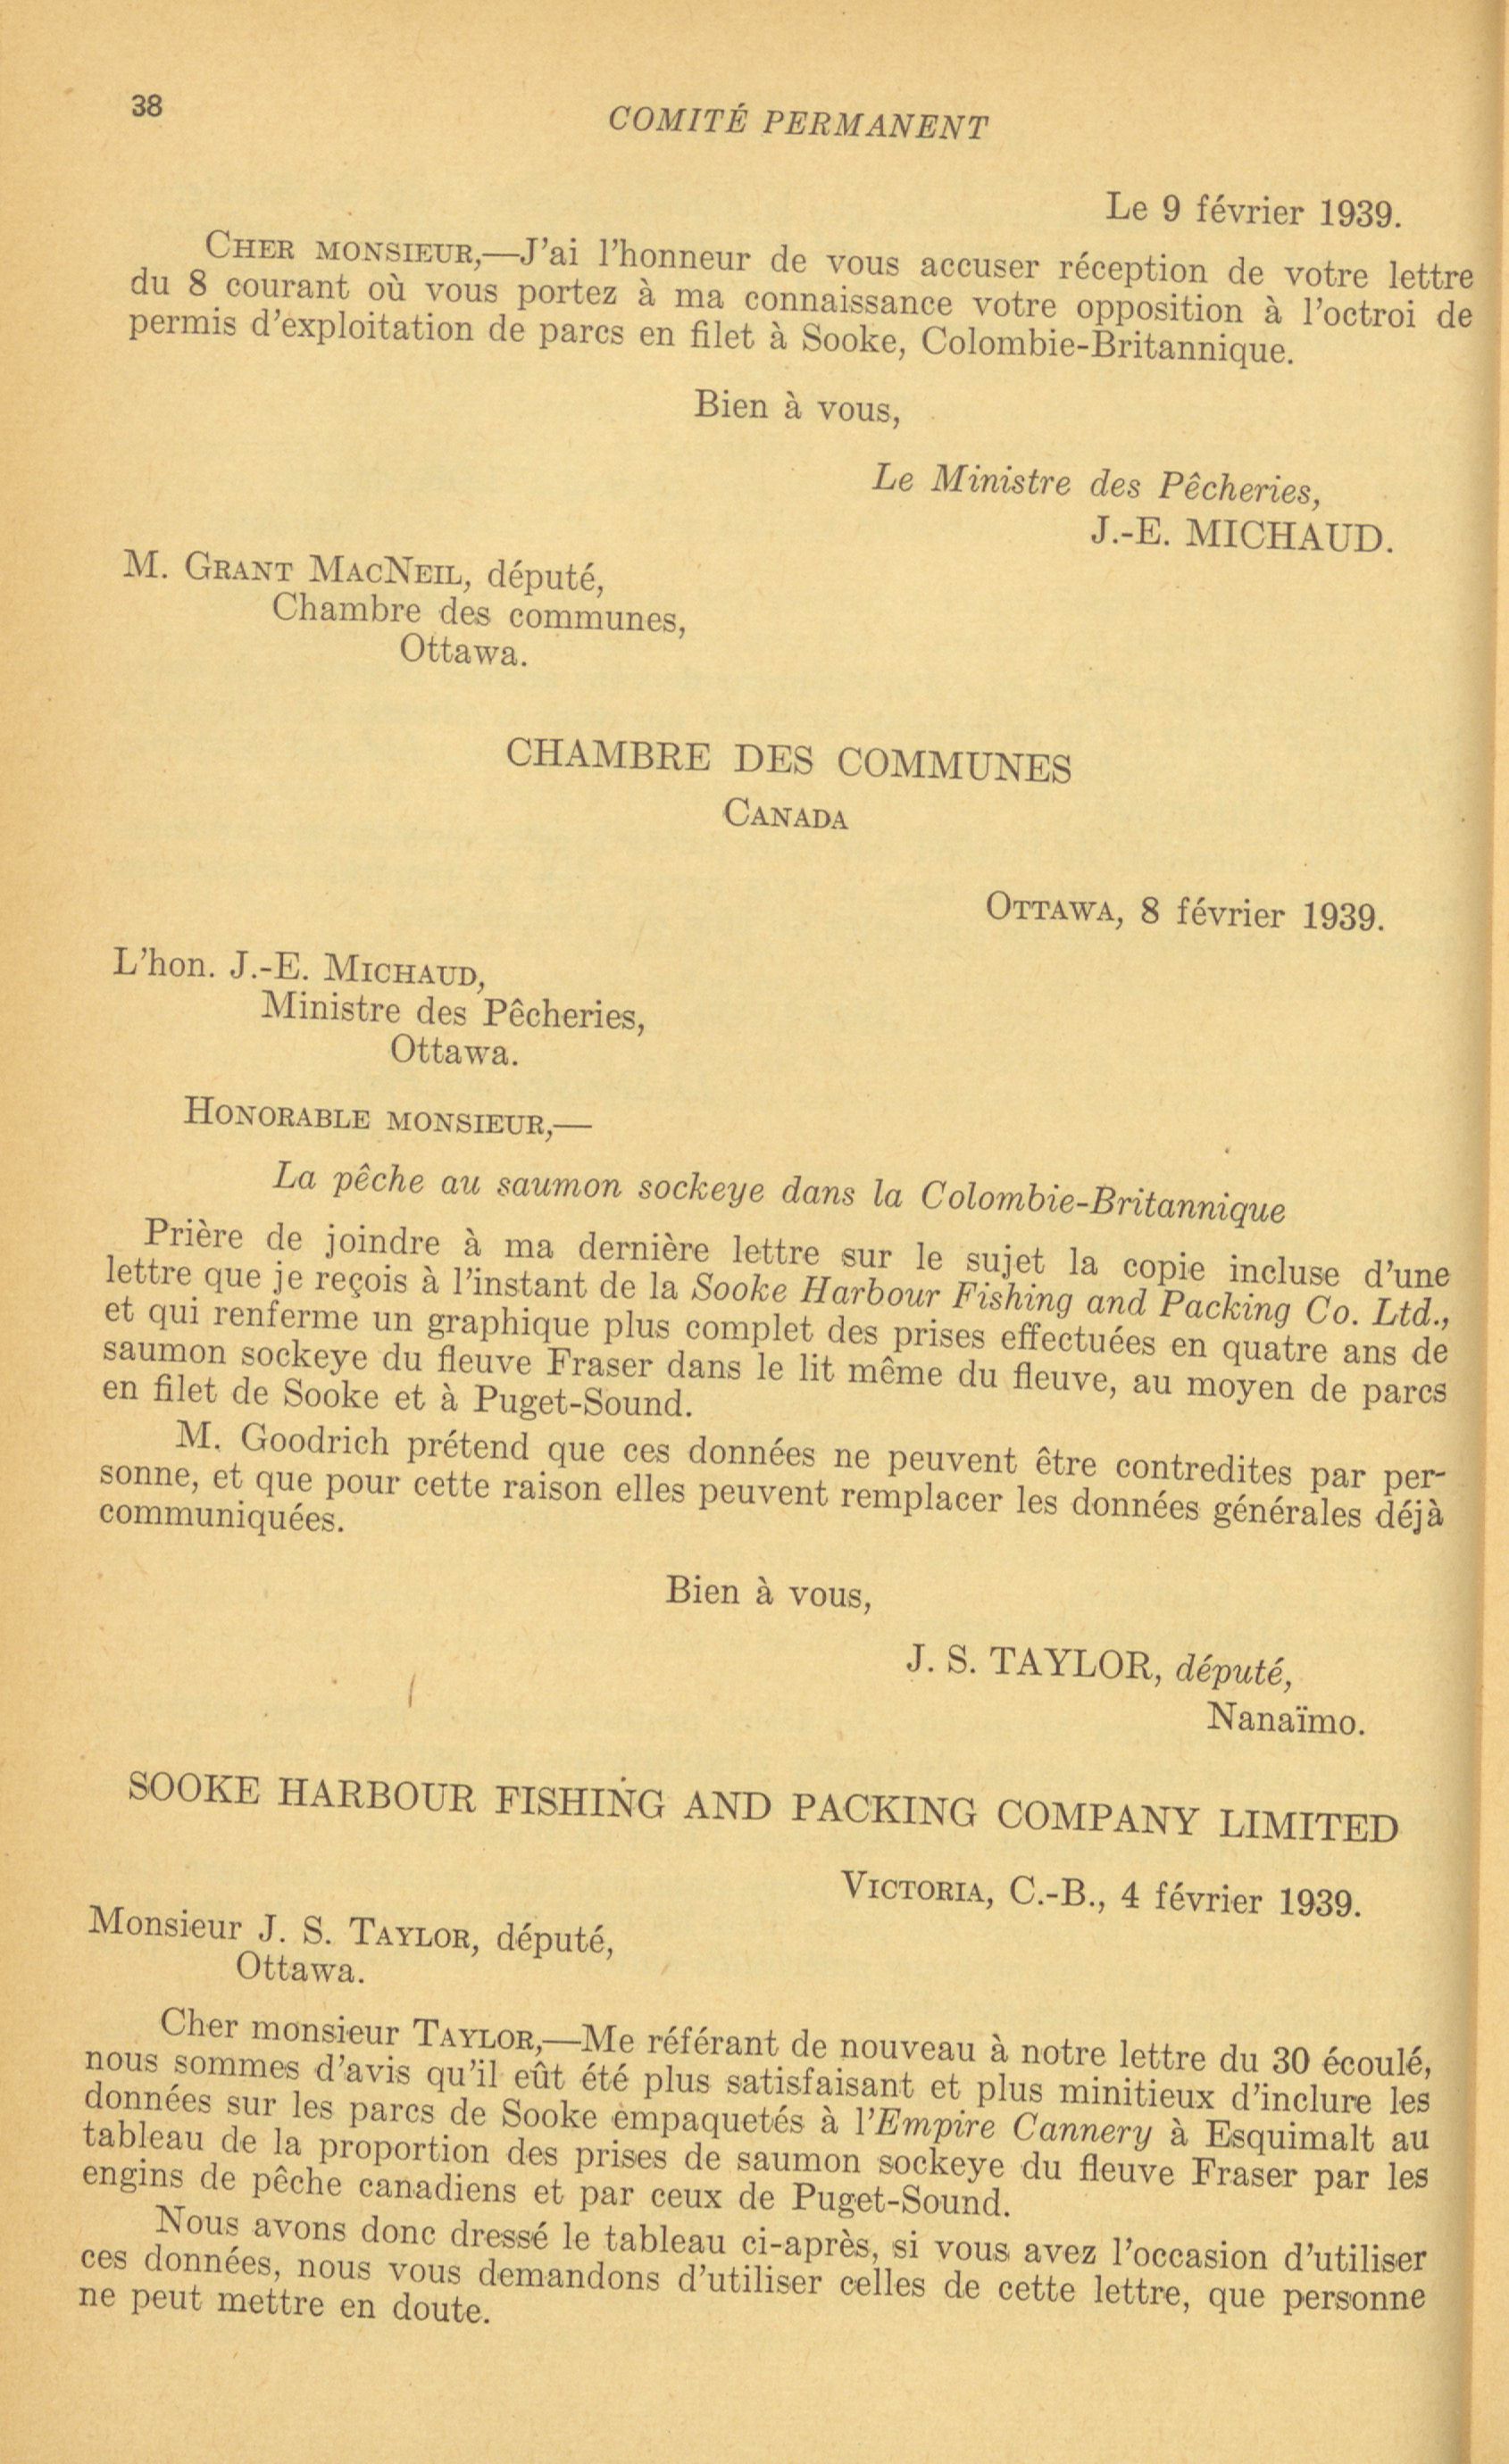 38
COMITÉ PERMANENT
Le 9 février 1939.
CHER MONSIEUR,—J'ai l'honneur de vous accuser réception de votre lettre
du 8 courant où vous portez à ma connaissance votre opposition à l'octroi de
permis d'exploitation de parcs en filet à Sooke, Colombie-Britannique.
Bien à vous,
Le Ministre des Pêcheries,
J.-E. MICHAUD.
M. GRANT MACNEIL, député,
Chambre des communes,
Ottawa.
CHAMBRE DES COMMUNES
CANADA
OTTAWA, 8 février 1939.
L'hon. J.-E. MICHAUD,
Ministre des Pêcheries,
Ottawa.
HONORABLE MONSIEUR,—
La pêche au saumon sockeye dans la Colombie-Britannique
Prière de joindre à ma dernière lettre sur le sujet la copie incluse d'une
lettre que je reçois à l'instant de la Sooke Harbour Fishing and Packing Co. Ltd.,
et qui renferme un graphique plus complet des prises effectuées en quatre ans de
saumon sockeye du fleuve Fraser dans le lit même du fleuve, au moyen de parcs
en filet de Sooke et à Puget-Sound.
M. Goodrich prétend que ces données ne peuvent être contredites par per-
sonne, et que pour cette raison elles peuvent remplacer les données générales déjà
communiquées.
Bien à vous,
J. S. TAYLOR, député,
Nanaïmo.
SOOKE HARBOUR FISHING AND PACKING COMPANY LIMITED
VICTORIA, C.-B., 4 février 1939.
Monsieur J. S. TAYLOR, député,
Ottawa.
Cher monsieur TAYLOR,—Me référant de nouveau à notre lettre du 30 écoulé,
nous sommes d'avis qu'il eût été plus satisfaisant et plus minitieux d'inclure les
données sur les parcs de Sooke empaquetés à l'Empire Cannery à Esquimalt au
tableau de la proportion des prises de saumon sockeye du fleuve Fraser par les
engins de pêche canadiens et par ceux de Puget-Sound.
Nous avons donc dressé le tableau ci-après, si vous avez l'occasion d'utiliser
ces données, nous vous demandons d'utiliser celles de cette lettre, que personne
ne peut mettre en doute.